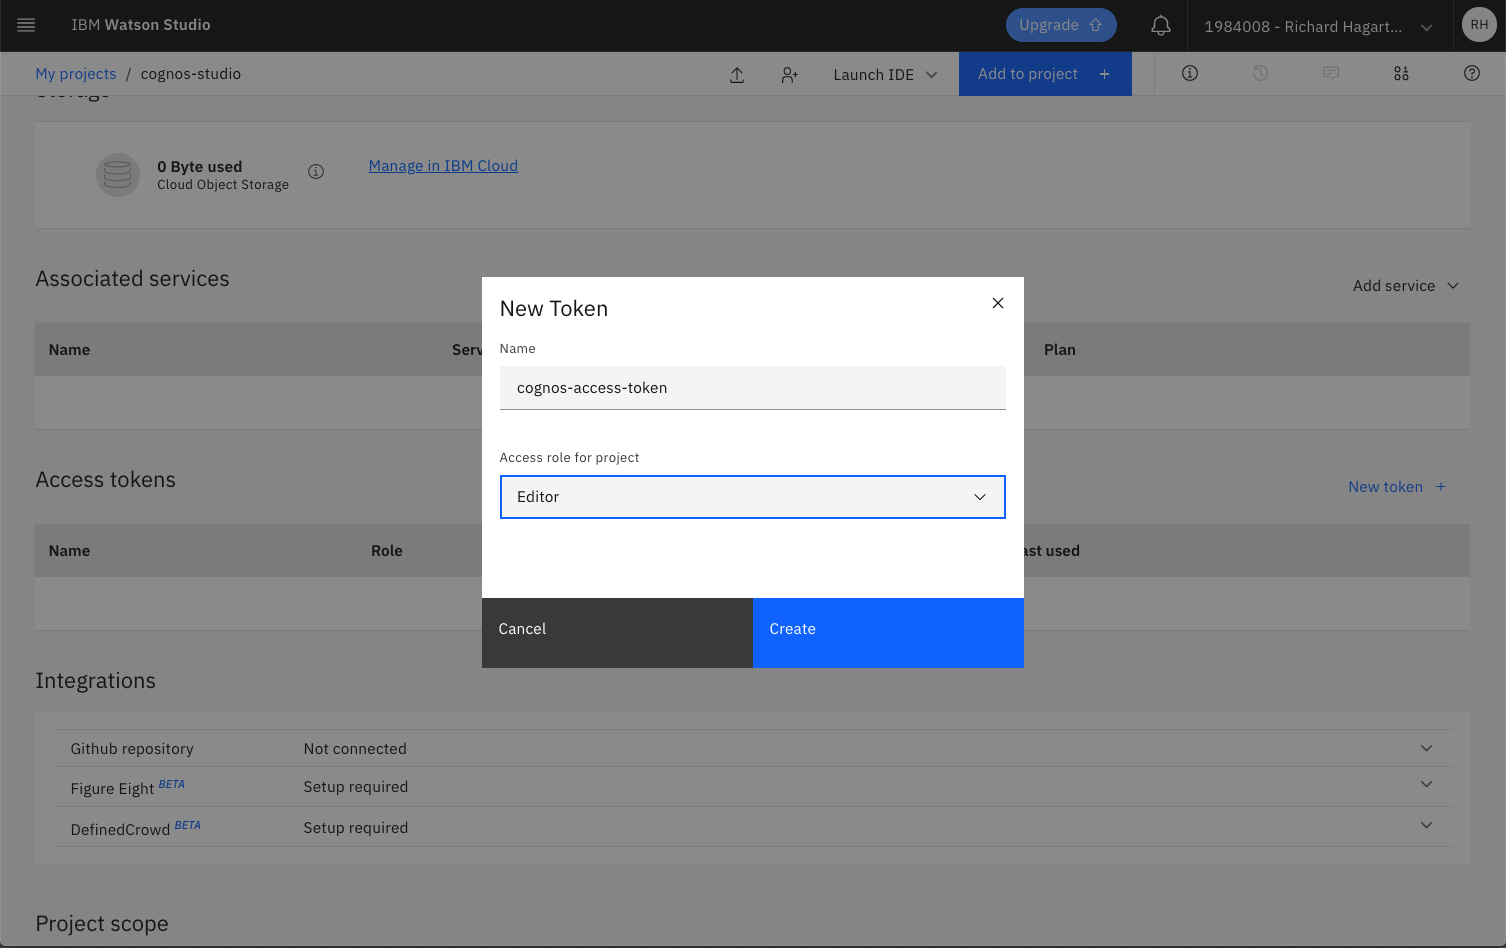 IBM Watson Studio
Upgrade
1984008 - Richard Hagart...
RH
My projects / cognos-studio
Launch IDE
Add to project +
Storage
0 Byte used
Cloud Object Storage
Manage in IBM Cloud
Associated services
Add service
Name
Serv
Plan
Access tokens
New token +
Name
Role
ast used
Integrations
Github repository
Not connected
Figure Eight BETA
Setup required
DefinedCrowd BETA
Setup required
Project scope
New Token
Name
cognos-access-token
Access role for project
Editor
Cancel
Create